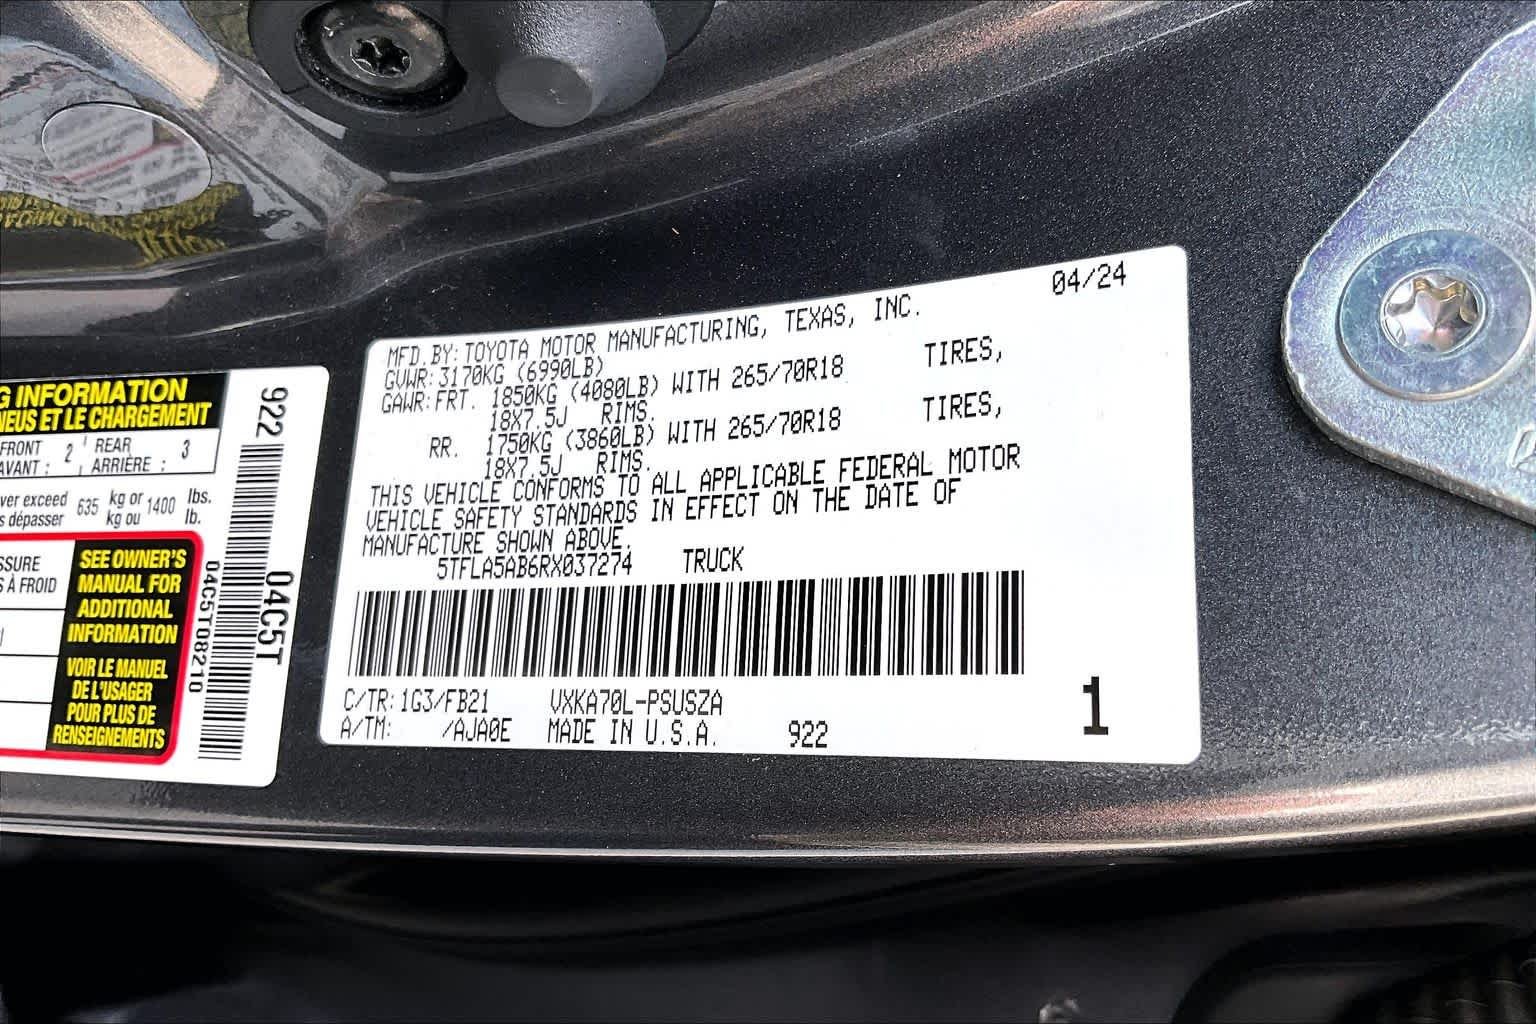 G INFORMATION
NEUS ET LE CHARGEMENT
FRONT 2 REAR 3
AVANT : ARRIÈRE :
ver exceed 635 kg or 1400 lbs.
s dépasser kg ou lb.
SSURE
S À FROID
SEE OWNER'S
MANUAL FOR
ADDITIONAL
INFORMATION
VOIR LE MANUEL
DE L'USAGER
POUR PLUS DE
RENSEIGNEMENTS
922
04C5T
04C5T08210
04/24
MFD.BY:TOYOTA MOTOR MANUFACTURING, TEXAS, INC.
GVWR:3170KG (6990LB)
GAWR:FRT. 1850KG (4080LB) WITH 265/70R18 TIRES,
18X7.5J RIMS.
RR. 1750KG (3860LB) WITH 265/70R18 TIRES,
18X7.5J RIMS.
THIS VEHICLE CONFORMS TO ALL APPLICABLE FEDERAL MOTOR
VEHICLE SAFETY STANDARDS IN EFFECT ON THE DATE OF
MANUFACTURE SHOWN ABOVE.
5TFLA5AB6RX037274 TRUCK
C/TR:1G3/FB21 VXKA70L-PSUSZA
A/TM: /AJA0E MADE IN U.S.A. 922
1